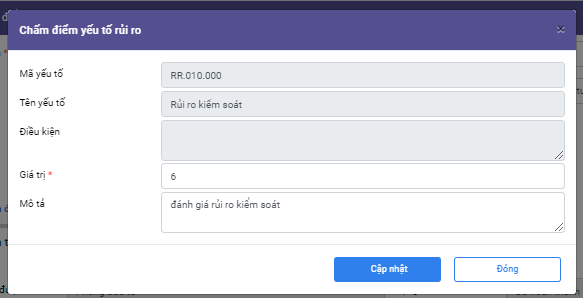 Chấm điểm yếu tố rủi ro ×
Mã yếu tố RR.010.000
Tên yếu tố Rủi ro kiểm soát
Điều kiện
Giá trị * 6
Mô tả đánh giá rủi ro kiểm soát
Cập nhật Đóng